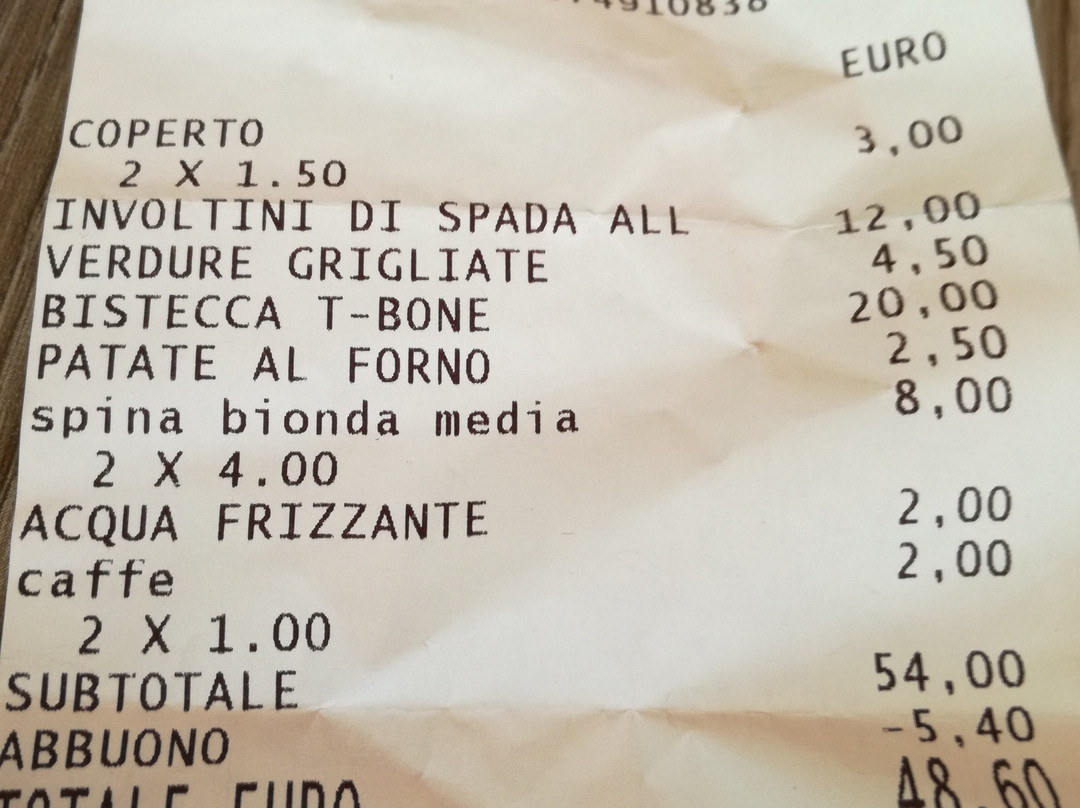 EURO
COPERTO 3,00
2 X 1.50
INVOLTINI DI SPADA ALL 12,00
VERDURE GRIGLIATE 4,50
BISTECCA T-BONE 20,00
PATATE AL FORNO 2,50
spina bionda media 8,00
2 X 4.00
ACQUA FRIZZANTE 2,00
caffe 2,00
2 X 1.00
SUBTOTALE 54,00
ABBUONO -5,40
TOTALE EURO 48,60